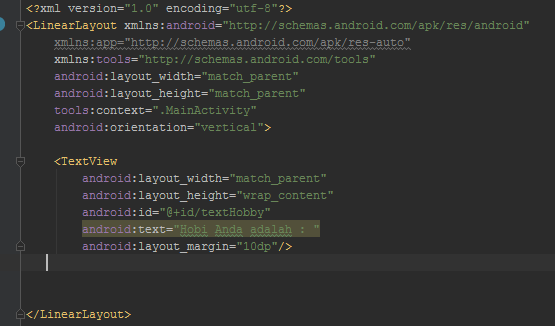 <?xml version="1.0" encoding="utf-8"?>
<LinearLayout xmlns:android="http://schemas.android.com/apk/res/android"
xmlns:app="http://schemas.android.com/apk/res-auto"
xmlns:tools="http://schemas.android.com/tools"
android:layout_width="match_parent"
android:layout_height="match_parent"
tools:context=".MainActivity"
android:orientation="vertical">
<TextView
android:layout_width="match_parent"
android:layout_height="wrap_content"
android:id="@+id/textHobby"
android:text="Hobi Anda adalah : "
android:layout_margin="10dp"/>
</LinearLayout>